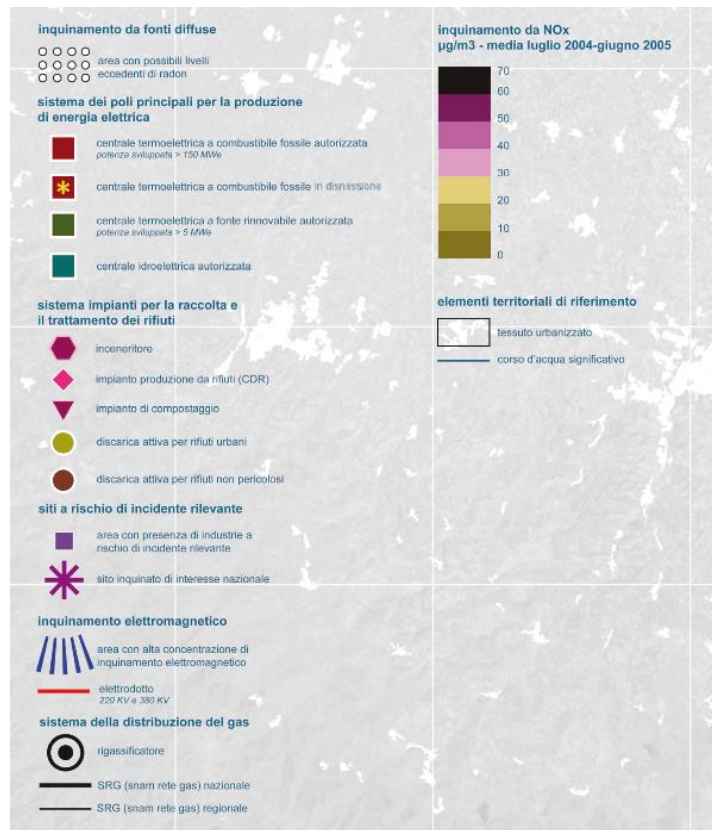 inquinamento da fonti diffuse
area con possibili livelli
eccedenti di radon
sistema dei poli principali per la produzione
di energia elettrica
centrale termoelettrica a combustibile fossile autorizzata
potenza sviluppata > 150 MWe
centrale termoelettrica a combustibile fossile in dismissione
centrale termoelettrica a fonte rinnovabile autorizzata
potenza sviluppata > 5 MWe
centrale idroelettrica autorizzata
sistema impianti per la raccolta e
il trattamento dei rifiuti
inceneritore
impianto produzione da rifiuti (CDR)
impianto di compostaggio
discarica attiva per rifiuti urbani
discarica attiva per rifiuti non pericolosi
siti a rischio di incidente rilevante
area con presenza di industrie a
rischio di incidente rilevante
sito inquinato di interesse nazionale
inquinamento elettromagnetico
area con alta concentrazione di
inquinamento elettromagnetico
elettrodotto
220 KV e 380 KV
sistema della distribuzione del gas
rigassificatore
SRG (snam rete gas) nazionale
SRG (snam rete gas) regionale
inquinamento da NOx
µg/m3 - media luglio 2004-giugno 2005
70
60
50
40
30
20
10
0
elementi territoriali di riferimento
tessuto urbanizzato
corso d'acqua significativo